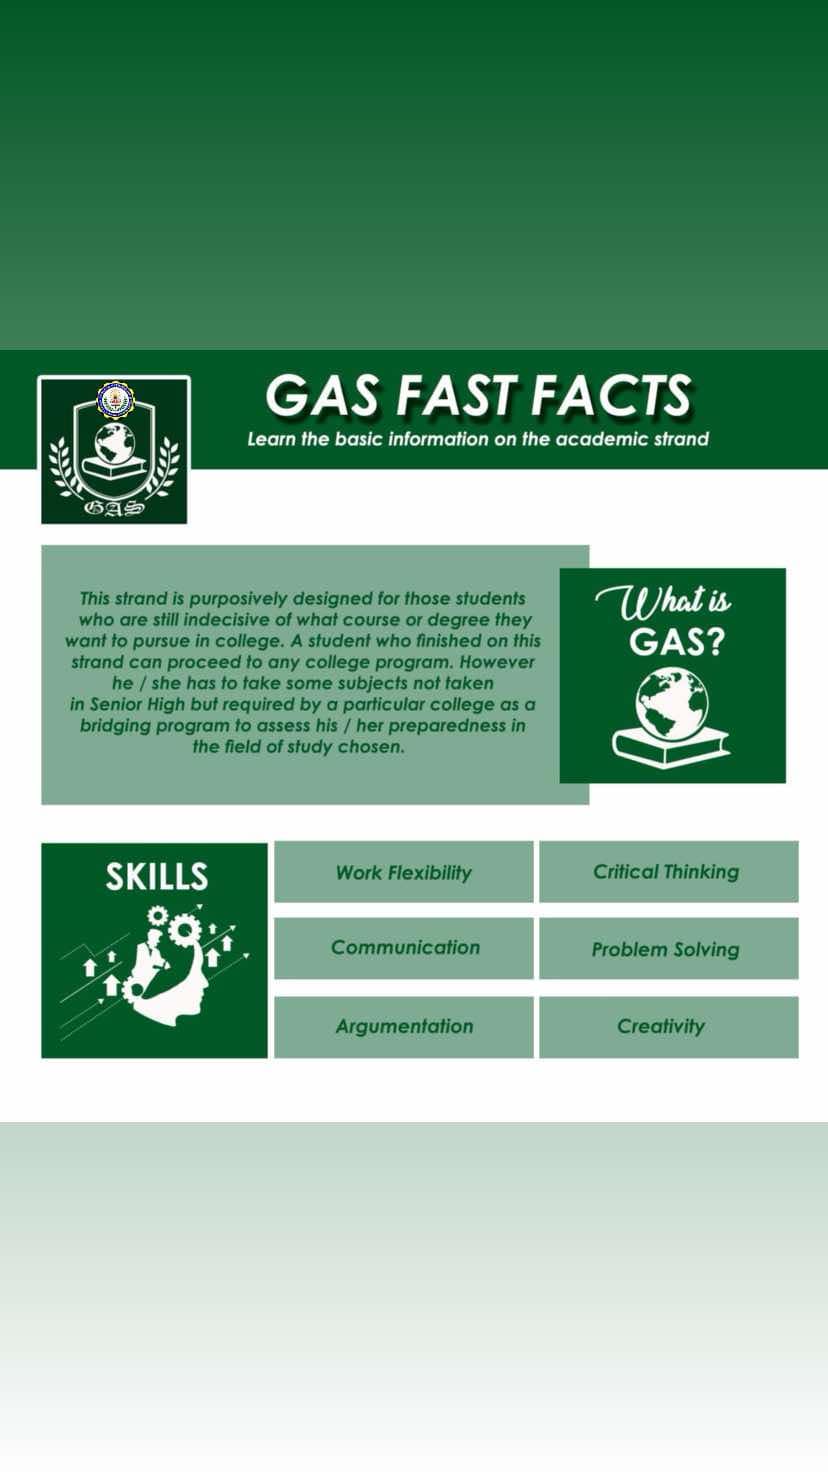 GAS FAST FACTS
Learn the basic information on the academic strand
GAS
This strand is purposively designed for those students
who are still indecisive of what course or degree they
want to pursue in college. A student who finished on this
strand can proceed to any college program. However
he / she has to take some subjects not taken
in Senior High but required by a particular college as a
bridging program to assess his / her preparedness in
the field of study chosen.
What is
GAS?
SKILLS
Work Flexibility
Critical Thinking
Communication
Problem Solving
Argumentation
Creativity